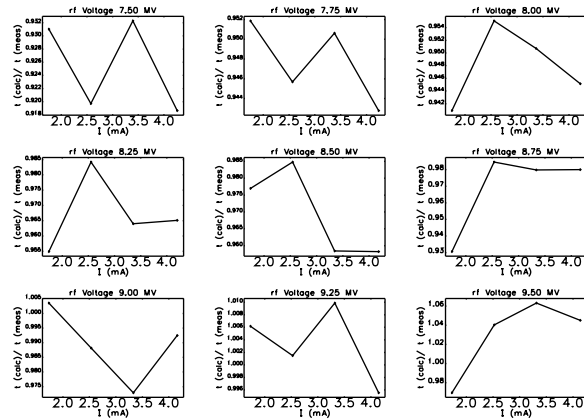 rf Voltage 7.50 MV
t (calc)/ t (meas)
0.932
0.930
0.928
0.926
0.924
0.922
0.920
0.918
2.0 2.5 3.0 3.5 4.0
I (mA)
rf Voltage 7.75 MV
t (calc)/ t (meas)
0.952
0.950
0.948
0.946
0.944
2.0 2.5 3.0 3.5 4.0
I (mA)
rf Voltage 8.00 MV
t (calc)/ t (meas)
0.954
0.952
0.950
0.948
0.946
0.944
0.942
2.0 2.5 3.0 3.5 4.0
I (mA)
rf Voltage 8.25 MV
t (calc)/ t (meas)
0.985
0.980
0.975
0.970
0.965
0.960
0.955
2.0 2.5 3.0 3.5 4.0
I (mA)
rf Voltage 8.50 MV
t (calc)/ t (meas)
0.985
0.980
0.975
0.970
0.965
0.960
2.0 2.5 3.0 3.5 4.0
I (mA)
rf Voltage 8.75 MV
t (calc)/ t (meas)
0.98
0.97
0.96
0.95
0.94
0.93
2.0 2.5 3.0 3.5 4.0
I (mA)
rf Voltage 9.00 MV
t (calc)/ t (meas)
1.005
1.000
0.995
0.990
0.985
0.980
0.975
2.0 2.5 3.0 3.5 4.0
I (mA)
rf Voltage 9.25 MV
t (calc)/ t (meas)
1.010
1.008
1.006
1.004
1.002
1.000
0.998
0.996
2.0 2.5 3.0 3.5 4.0
I (mA)
rf Voltage 9.50 MV
t (calc)/ t (meas)
1.06
1.04
1.02
1.00
0.98
2.0 2.5 3.0 3.5 4.0
I (mA)